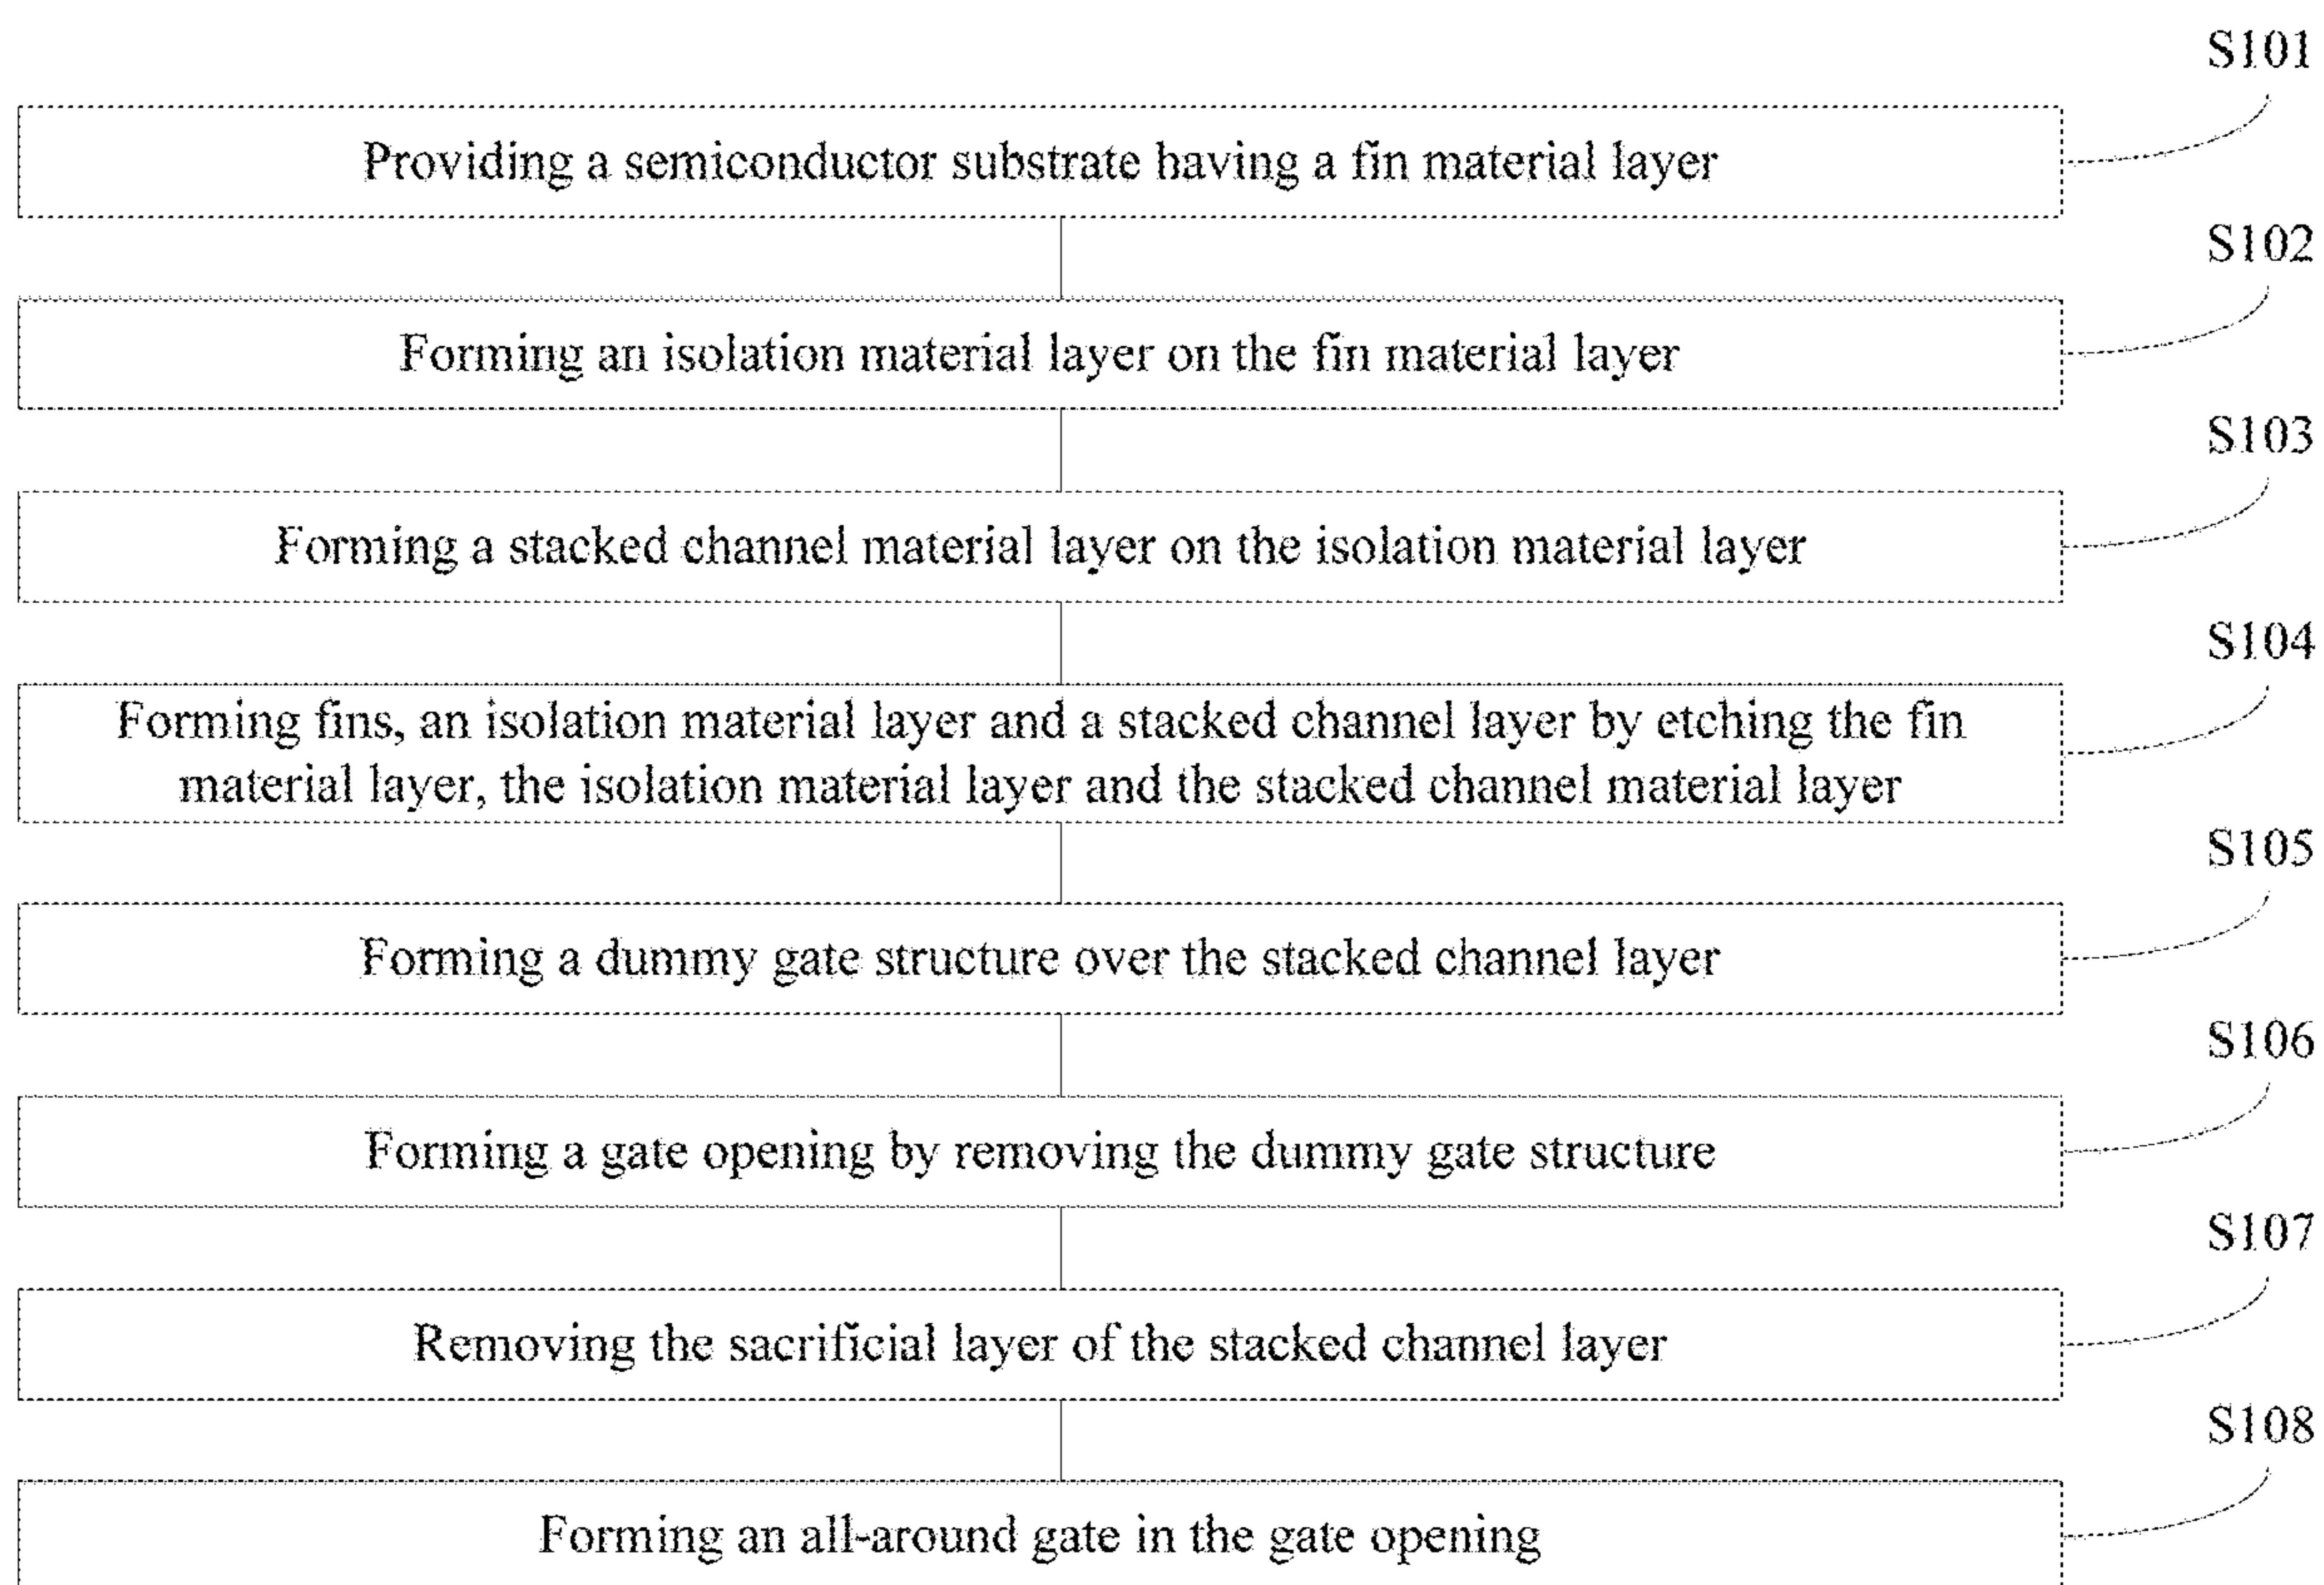 S101
Providing a semiconductor substrate having a fin material layer
S102
Forming an isolation material layer on the fin material layer
S103
Forming a stacked channel material layer on the isolation material layer
S104
Forming fins, an isolation material layer and a stacked channel layer by etching the fin
material layer, the isolation material layer and the stacked channel material layer
S105
Forming a dummy gate structure over the stacked channel layer
S106
Forming a gate opening by removing the dummy gate structure
S107
Removing the sacrificial layer of the stacked channel layer
S108
Forming an all-around gate in the gate opening